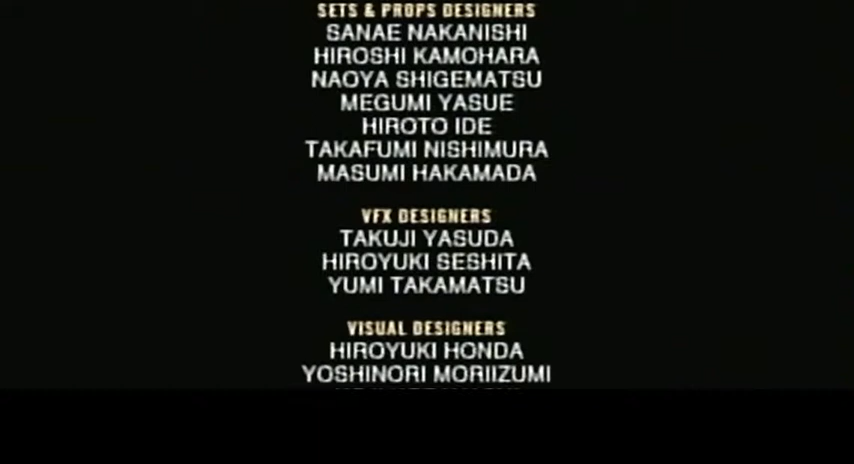 SETS & PROPS DESIGNERS
SANAE NAKANISHI
HIROSHI KAMOHARA
NAOYA SHIGEMATSU
MEGUMI YASUE
HIROTO IDE
TAKAFUMI NISHIMURA
MASUMI HAKAMADA
VFX DESIGNERS
TAKUJI YASUDA
HIROYUKI SESHITA
YUMI TAKAMATSU
VISUAL DESIGNERS
HIROYUKI HONDA
YOSHINORI MORIIZUMI